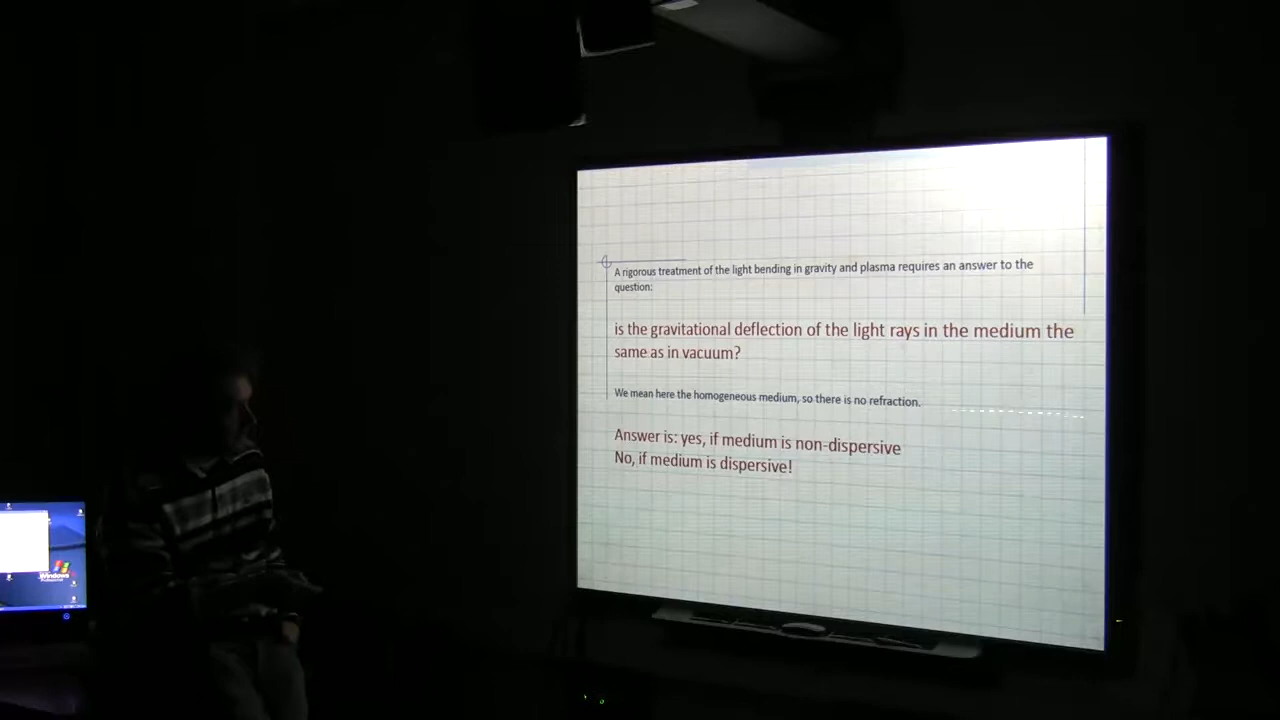 A rigorous treatment of the light bending in gravity and plasma requires an answer to the
question:
is the gravitational deflection of the light rays in the medium the
same as in vacuum?
We mean here the homogeneous medium, so there is no refraction.
Answer is: yes, if medium is non-dispersive
No, if medium is dispersive!
Windows